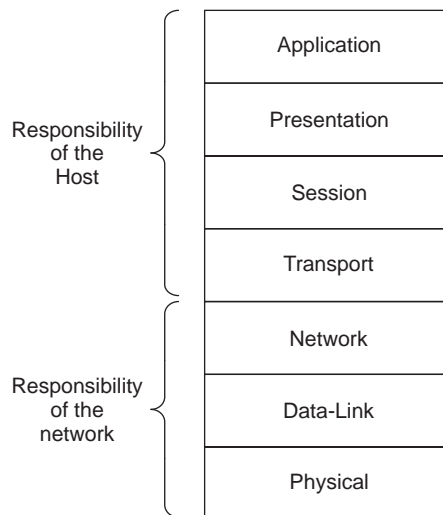 Application
Presentation
Responsibility
of the
Host
Session
Transport
Network
Responsibility
of the
network
Data-Link
Physical